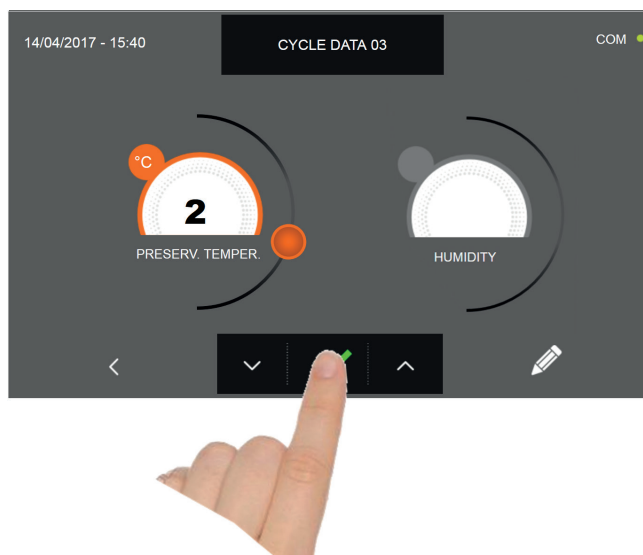 14/04/2017 - 15:40
CYCLE DATA 03
COM
°C
2
PRESERV. TEMPER.
HUMIDITY